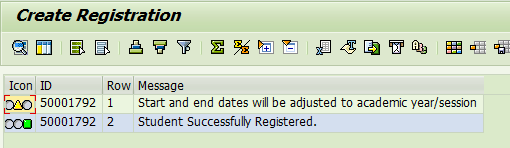 Create Registration
Icon ID Row Message
50001792 1 Start and end dates will be adjusted to academic year/session
50001792 2 Student Successfully Registered.